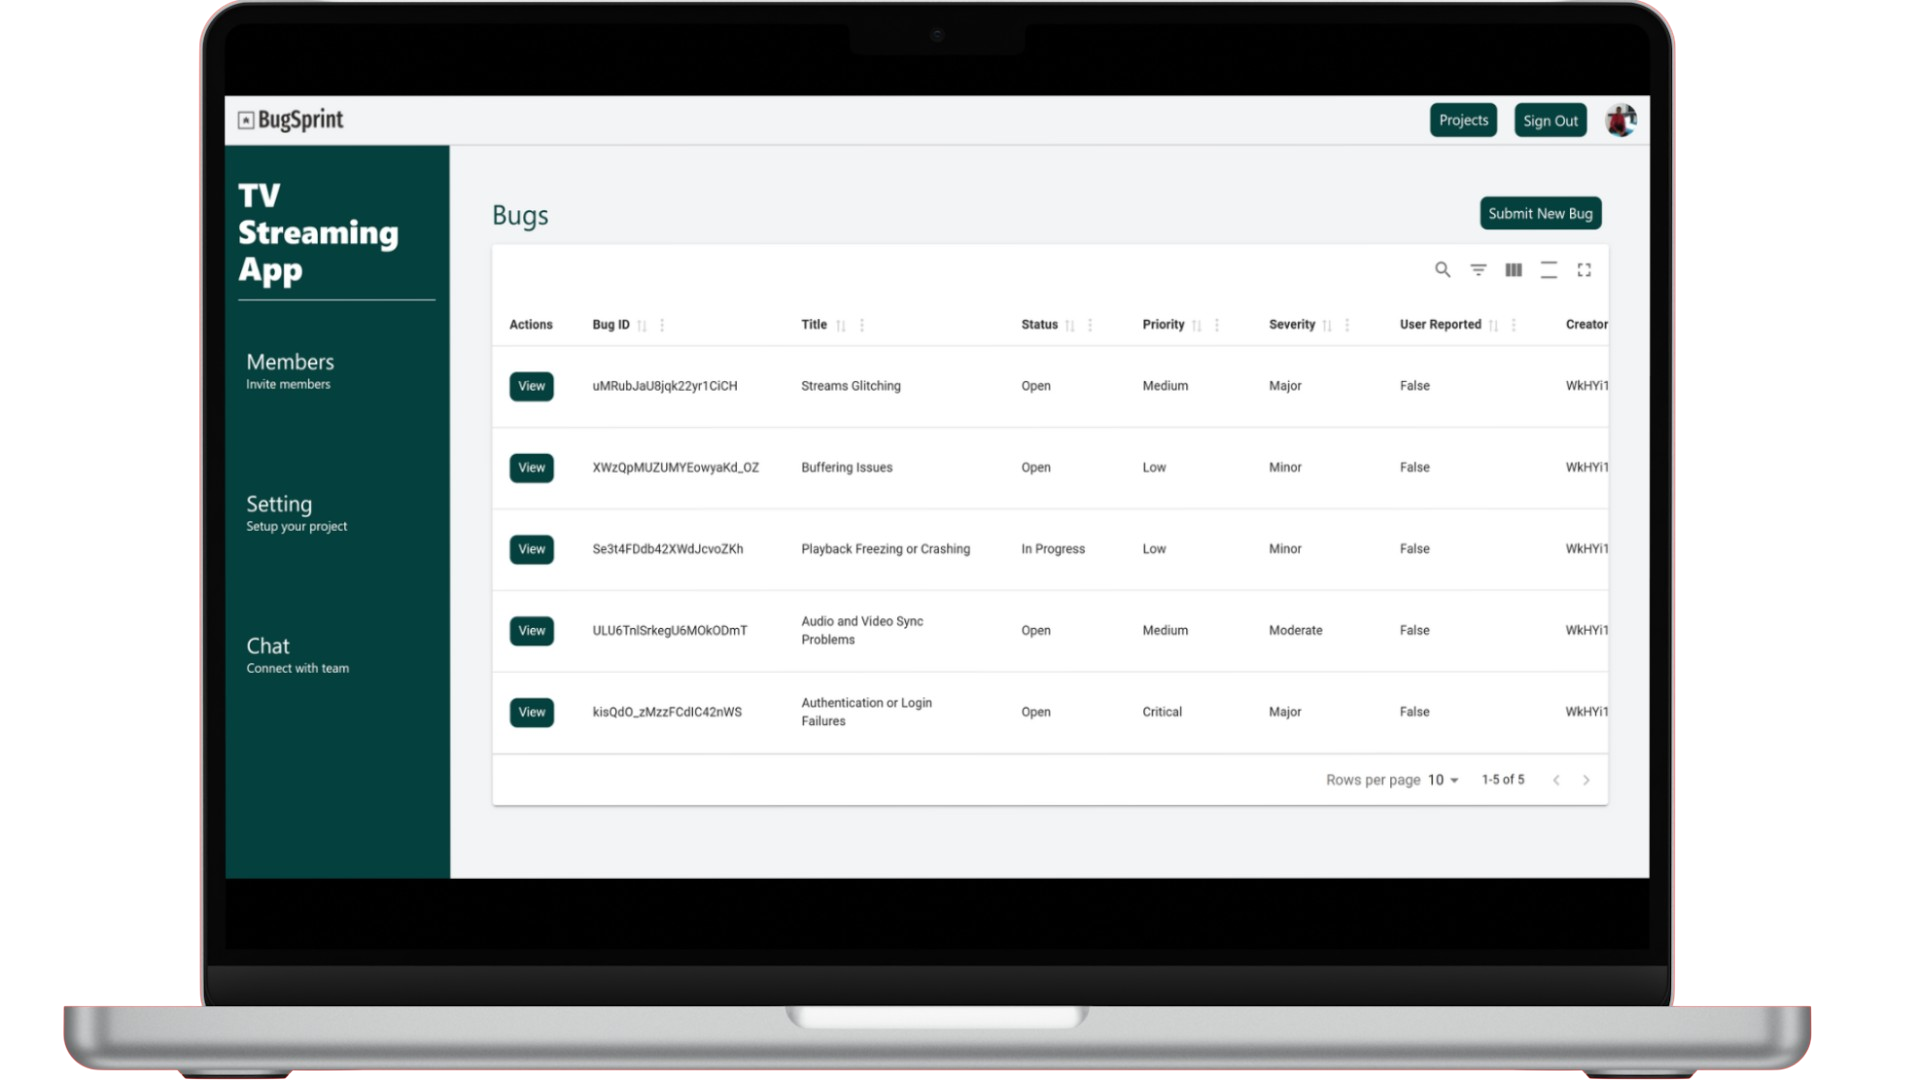 BugSprint
Projects
Sign Out
TV
Streaming
App
Members
Invite members
Setting
Setup your project
Chat
Connect with team
Bugs
Submit New Bug
Actions Bug ID Title Status Priority Severity User Reported Creator
View uMRubJaU8jqk22yr1CiCH Streams Glitching Open Medium Major False WkHYi1
View XWzQpMUZUMYEowyaKd_OZ Buffering Issues Open Low Minor False WkHYi1
View Se3t4FDdb42XWdJcvoZKh Playback Freezing or Crashing In Progress Low Minor False WkHYi1
View ULU6TnlSrkegU6MOkODmT Audio and Video Sync
Problems Open Medium Moderate False WkHYi1
View kisQdO_zMzzFCdIC42nWS Authentication or Login
Failures Open Critical Major False WkHYi1
Rows per page 10 1-5 of 5